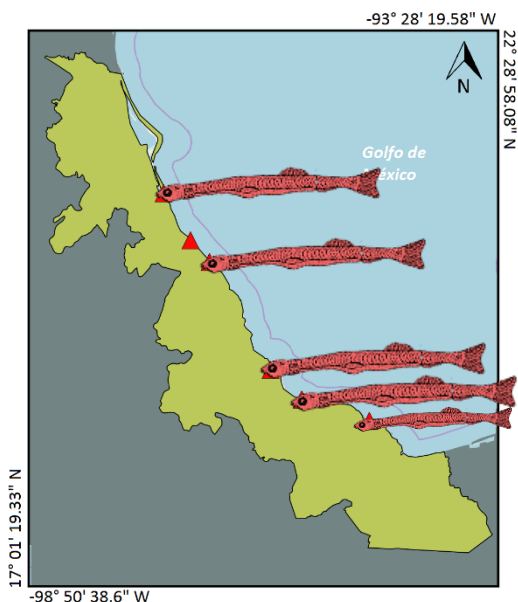 -93° 28' 19.58" W
22° 28' 58.08" N
N
Golfo de
éxico
17° 01' 19.33" N
-98° 50' 38.6" W